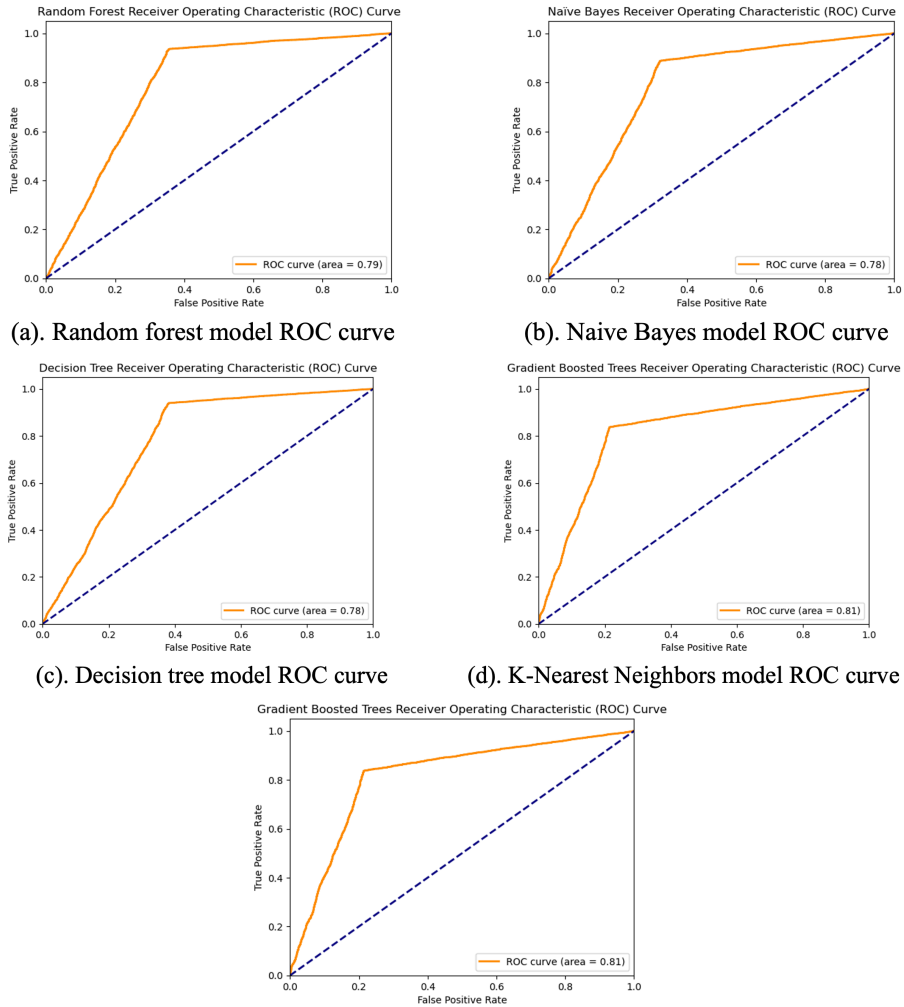 Random Forest Receiver Operating Characteristic (ROC) Curve
1.0
0.8
0.6
0.4
0.2
0.0
True Positive Rate
ROC curve (area = 0.79)
0.0 0.2 0.4 0.6 0.8 1.0
False Positive Rate
(a). Random forest model ROC curve
Naïve Bayes Receiver Operating Characteristic (ROC) Curve
1.0
0.8
0.6
0.4
0.2
0.0
True Positive Rate
ROC curve (area = 0.78)
0.0 0.2 0.4 0.6 0.8 1.0
False Positive Rate
(b). Naive Bayes model ROC curve
Decision Tree Receiver Operating Characteristic (ROC) Curve
1.0
0.8
0.6
0.4
0.2
0.0
True Positive Rate
ROC curve (area = 0.78)
0.0 0.2 0.4 0.6 0.8 1.0
False Positive Rate
(c). Decision tree model ROC curve
Gradient Boosted Trees Receiver Operating Characteristic (ROC) Curve
1.0
0.8
0.6
0.4
0.2
0.0
True Positive Rate
ROC curve (area = 0.81)
0.0 0.2 0.4 0.6 0.8 1.0
False Positive Rate
(d). K-Nearest Neighbors model ROC curve
Gradient Boosted Trees Receiver Operating Characteristic (ROC) Curve
1.0
0.8
0.6
0.4
0.2
0.0
True Positive Rate
ROC curve (area = 0.81)
0.0 0.2 0.4 0.6 0.8 1.0
False Positive Rate